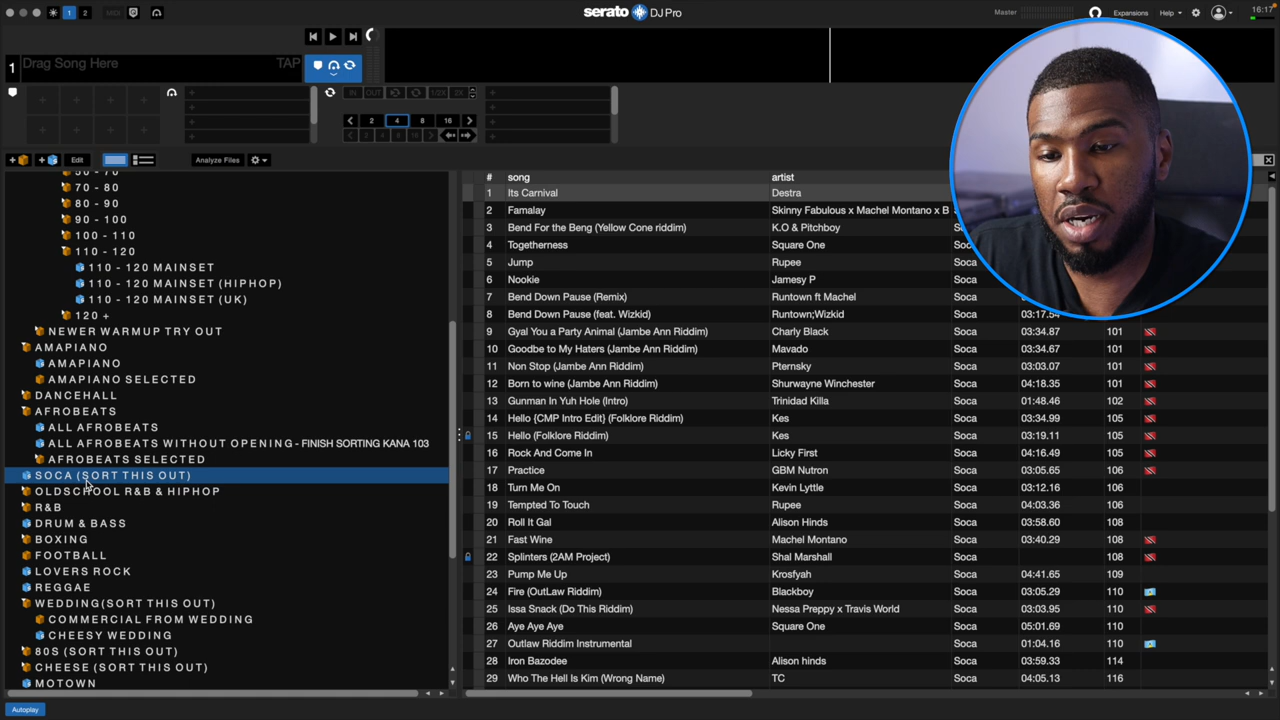 1 2 MIDI serato DJ Pro Master Expansions Help 16:17
1 Drag Song Here TAP
IN OUT 1/2X 2X
2 4 8 16
2 4 8 16
Edit Analyze Files
50 - 70
70 - 80
80 - 90
90 - 100
100 - 110
110 - 120
110 - 120 MAINSET
110 - 120 MAINSET (HIPHOP)
110 - 120 MAINSET (UK)
120 +
NEWER WARMUP TRY OUT
AMAPIANO
AMAPIANO
AMAPIANO SELECTED
DANCEHALL
AFROBEATS
ALL AFROBEATS
ALL AFROBEATS WITHOUT OPENING - FINISH SORTING KANA 103
AFROBEATS SELECTED
SOCA (SORT THIS OUT)
OLDSCHOOL R&B & HIPHOP
R&B
DRUM & BASS
BOXING
FOOTBALL
LOVERS ROCK
REGGAE
WEDDING(SORT THIS OUT)
COMMERCIAL FROM WEDDING
CHEESY WEDDING
80S (SORT THIS OUT)
CHEESE (SORT THIS OUT)
MOTOWN
Autoplay
# song artist
1 Its Carnival Destra
2 Famalay Skinny Fabulous x Machel Montano x B Soca
3 Bend For the Beng (Yellow Cone riddim) K.O & Pitchboy Soca
4 Togetherness Square One Soca
5 Jump Rupee Soca
6 Nookie Jamesy P Soca
7 Bend Down Pause (Remix) Runtown ft Machel Soca
8 Bend Down Pause (feat. Wizkid) Runtown;Wizkid Soca 03:17.54
9 Gyal You a Party Animal (Jambe Ann Riddim) Charly Black Soca 03:34.87 101
10 Goodbe to My Haters (Jambe Ann Riddim) Mavado Soca 03:34.67 101
11 Non Stop (Jambe Ann Riddim) Pternsky Soca 03:03.07 101
12 Born to wine (Jambe Ann Riddim) Shurwayne Winchester Soca 04:18.35 101
13 Gunman In Yuh Hole (Intro) Trinidad Killa Soca 01:48.46 102
14 Hello {CMP Intro Edit} (Folklore Riddim) Kes Soca 03:34.99 105
15 Hello (Folklore Riddim) Kes Soca 03:19.11 105
16 Rock And Come In Licky First Soca 04:16.49 105
17 Practice GBM Nutron Soca 03:05.65 106
18 Turn Me On Kevin Lyttle Soca 03:12.16 106
19 Tempted To Touch Rupee Soca 03:35.04 106
20 Roll It Gal Alison Hinds Soca 03:58.60 108
21 Fast Wine Machel Montano Soca 03:40.29 108
22 Splinters (2AM Project) Shal Marshall Soca 108
23 Pump Me Up Krosfyah Soca 04:41.65 109
24 Fire (OutLaw Riddim) Blackboy Soca 03:05.29 110
25 Issa Snack (Do This Riddim) Nessa Preppy x Travis World Soca 03:03.95 110
26 Aye Aye Aye Square One Soca 05:01.69 110
27 Outlaw Riddim Instrumental Soca 01:04.16 110
28 Iron Bazodee Alison hinds Soca 03:59.33 114
29 Who The Hell Is Kim (Wrong Name) TC Soca 04:05.13 116